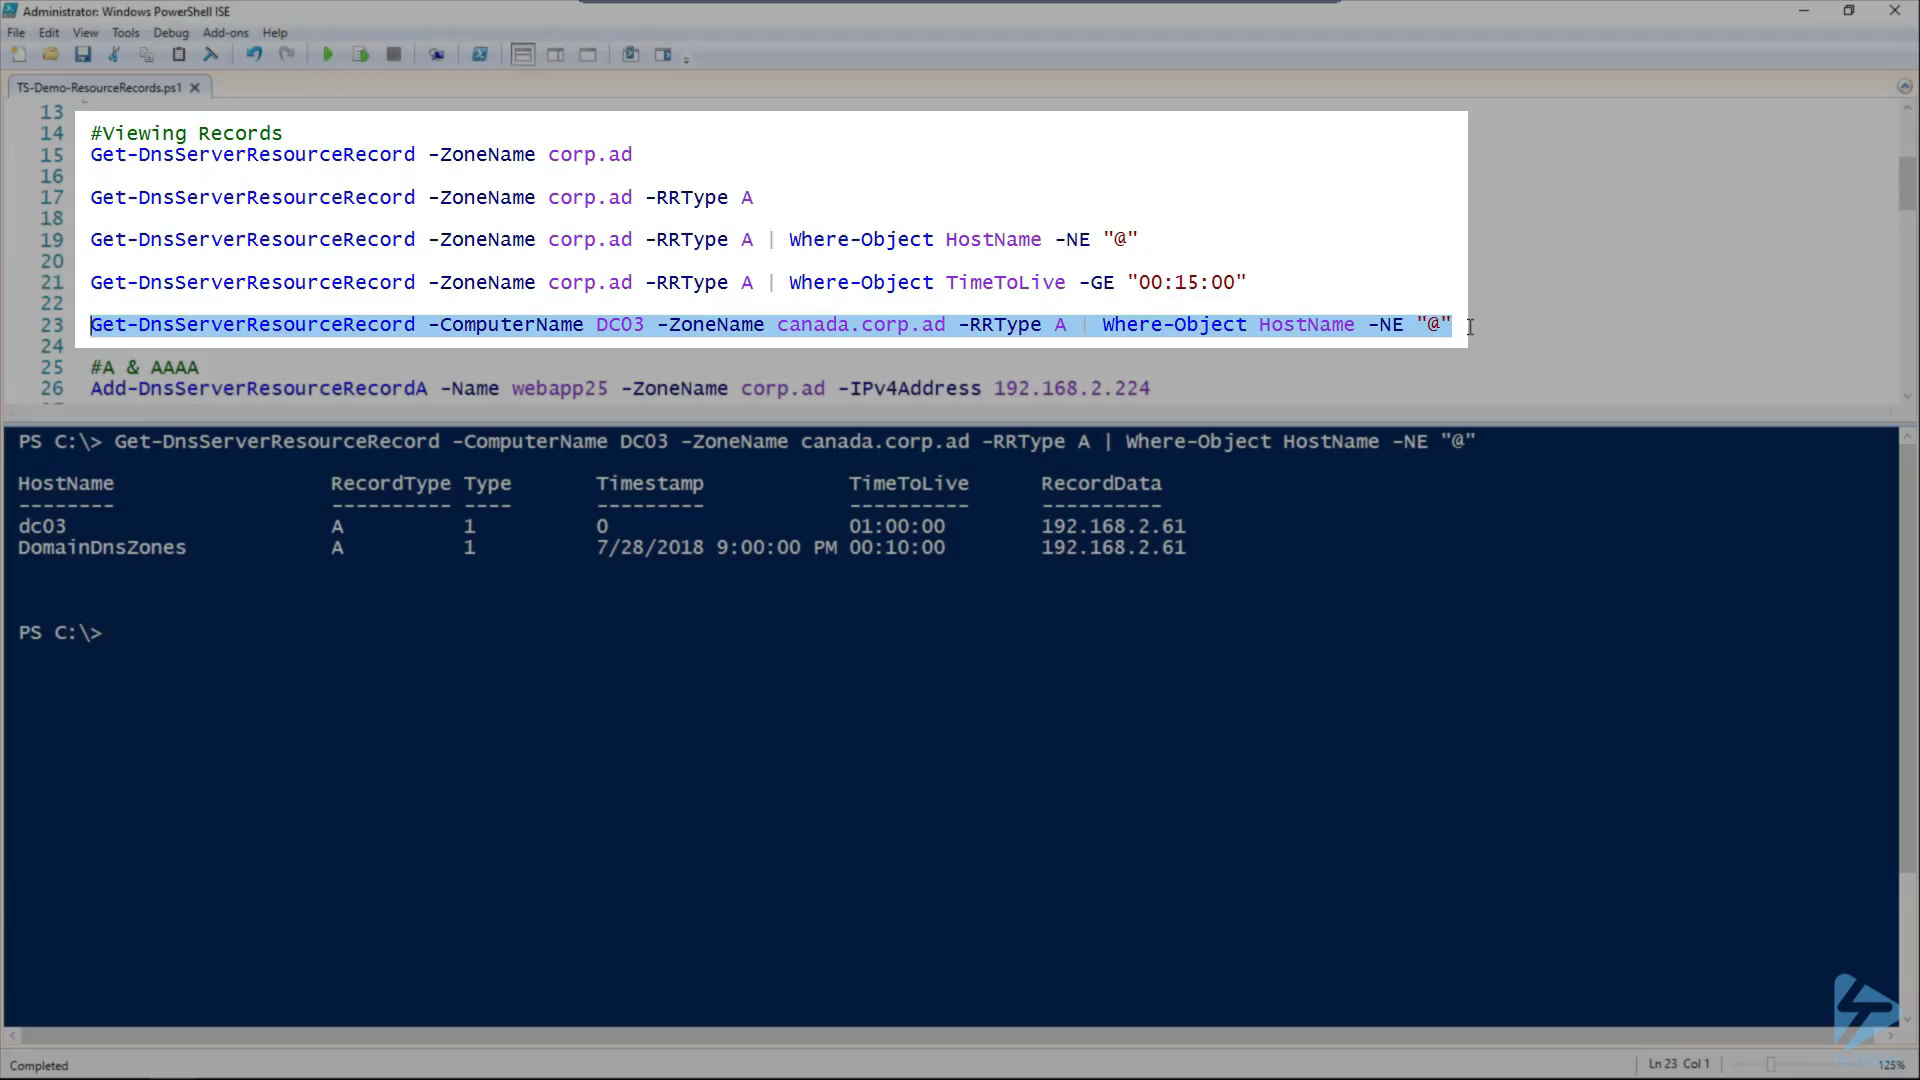 Administrator: Windows PowerShell ISE
File Edit View Tools Debug Add-ons Help
TS-Demo-ResourceRecords.ps1
13
14 #Viewing Records
15 Get-DnsServerResourceRecord -ZoneName corp.ad
16
17 Get-DnsServerResourceRecord -ZoneName corp.ad -RRType A
18
19 Get-DnsServerResourceRecord -ZoneName corp.ad -RRType A | Where-Object HostName -NE "@"
20
21 Get-DnsServerResourceRecord -ZoneName corp.ad -RRType A | Where-Object TimeToLive -GE "00:15:00"
22
23 Get-DnsServerResourceRecord -ComputerName DC03 -ZoneName canada.corp.ad -RRType A | Where-Object HostName -NE "@"
24
25 #A & AAAA
26 Add-DnsServerResourceRecordA -Name webapp25 -ZoneName corp.ad -IPv4Address 192.168.2.224
PS C:\> Get-DnsServerResourceRecord -ComputerName DC03 -ZoneName canada.corp.ad -RRType A | Where-Object HostName -NE "@"
HostName RecordType Type Timestamp TimeToLive RecordData
-------- ---------- ---- --------- ---------- ----------
dc03 A 1 0 01:00:00 192.168.2.61
DomainDnsZones A 1 7/28/2018 9:00:00 PM 00:10:00 192.168.2.61
PS C:\>
Completed
Ln 23 Col 1
125%